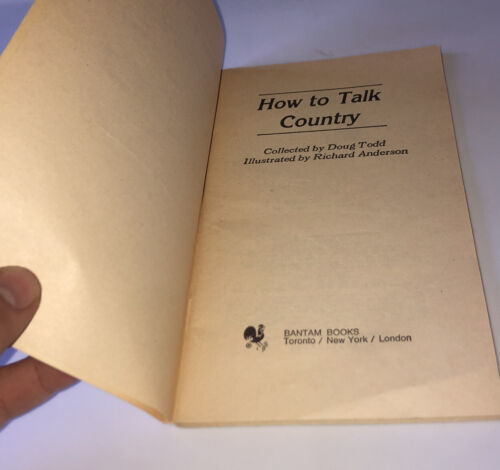 How to Talk
Country
Collected by Doug Todd
Illustrated by Richard Anderson
BANTAM BOOKS
Toronto / New York / London